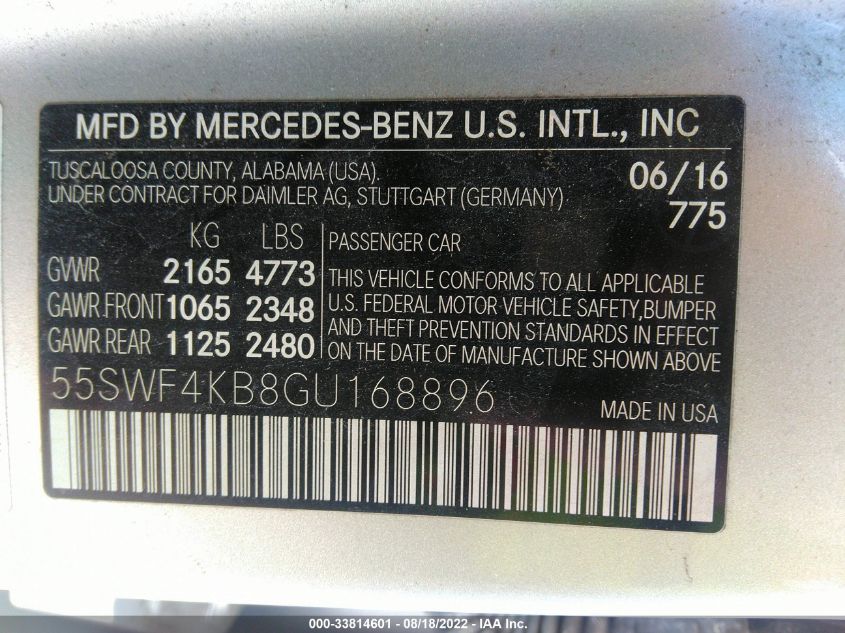 MFD BY MERCEDES-BENZ U.S. INTL., INC
TUSCALOOSA COUNTY, ALABAMA (USA).
UNDER CONTRACT FOR DAIMLER AG, STUTTGART (GERMANY)
06/16
775
KG LBS
GVWR 2165 4773
GAWR.FRONT 1065 2348
GAWR.REAR 1125 2480
PASSENGER CAR
THIS VEHICLE CONFORMS TO ALL APPLICABLE
U.S. FEDERAL MOTOR VEHICLE SAFETY,BUMPER
AND THEFT PREVENTION STANDARDS IN EFFECT
ON THE DATE OF MANUFACTURE SHOWN ABOVE
55SWF4KB8GU168896
MADE IN USA
000-33814601 - 08/18/2022 - IAA Inc.